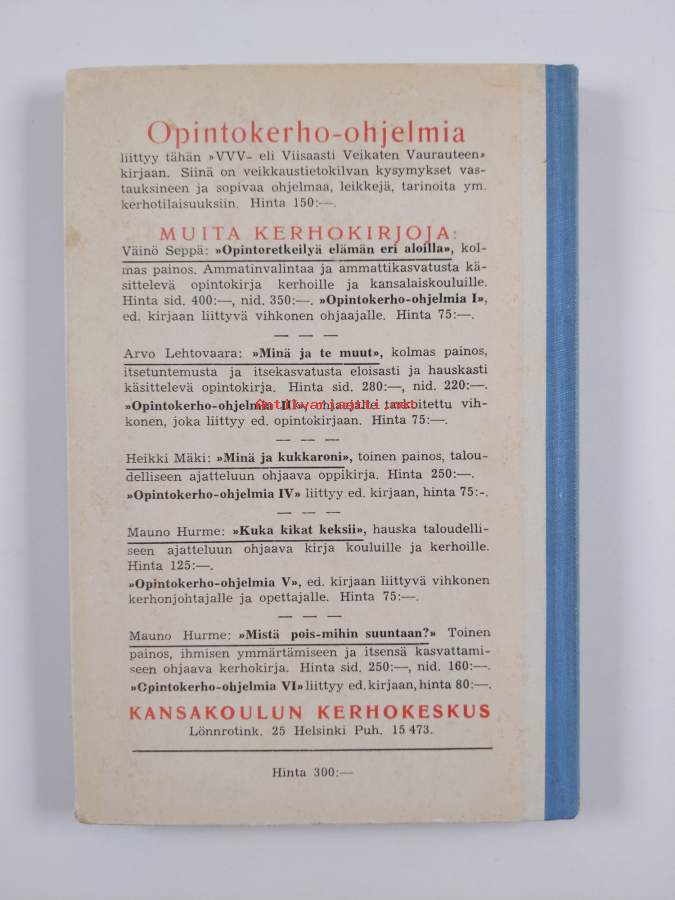 Opintokerho-ohjelmia
liittyy tähän »VVV- eli Viisaasti Veikaten Vaurauteen»
kirjaan. Siinä on veikkaustietokilvan kysymykset vas-
tauksineen ja sopivaa ohjelmaa, leikkejä, tarinoita ym.
kerhotilaisuuksiin. Hinta 150:—.
MUITA KERHOKIRJOJA:
Väinö Seppä: »Opintoretkeilyä elämän eri aloilla», kol-
mas painos. Ammatinvalintaa ja ammattikasvatusta kä-
sittelevä opintokirja kerhoille ja kansalaiskouluille.
Hinta sid. 400:—, nid. 350:—. »Opintokerho-ohjelmia I»,
ed. kirjaan liittyvä vihkonen ohjaajalle. Hinta 75:—.
— — —
Arvo Lehtovaara: »Minä ja te muut», kolmas painos,
itsetuntemusta ja itsekasvatusta eloisasti ja hauskasti
käsittelevä opintokirja. Hinta sid. 280:—, nid. 220:—.
»Opintokerho-ohjelmia II», ohjaajalle tarkoitettu vih-
konen, joka liittyy ed. opintokirjaan. Hinta 75:—.
— — —
Heikki Mäki: »Minä ja kukkaroni», toinen painos, talou-
delliseen ajatteluun ohjaava oppikirja. Hinta 250:—.
»Opintokerho-ohjelmia IV» liittyy ed. kirjaan, hinta 75:-.
— — —
Mauno Hurme: »Kuka kikat keksii», hauska taloudelli-
seen ajatteluun ohjaava kirja kouluille ja kerhoille.
Hinta 125:—.
»Opintokerho-ohjelmia V», ed. kirjaan liittyvä vihkonen
kerhonjohtajalle ja opettajalle. Hinta 75:—.
— — —
Mauno Hurme: »Mistä pois-mihin suuntaan?» Toinen
painos, ihmisen ymmärtämiseen ja itsensä kasvattami-
seen ohjaava kerhokirja. Hinta sid. 250:—, nid. 160:—.
»Opintokerho-ohjelmia VI» liittyy ed. kirjaan, hinta 80:—.
KANSAKOULUN KERHOKESKUS
Lönnrotink. 25 Helsinki Puh. 15 473.
Hinta 300:—